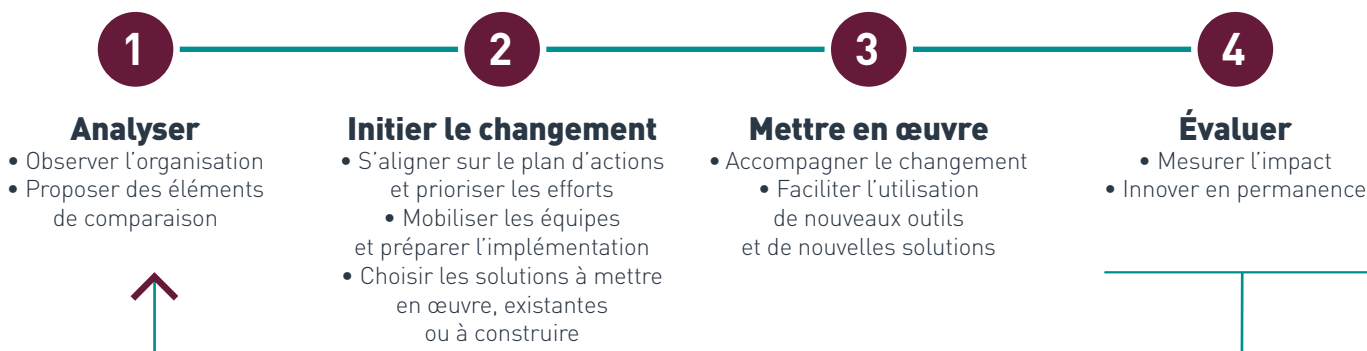 1
Analyser
• Observer l’organisation
• Proposer des éléments
de comparaison
2
Initier le changement
• S’aligner sur le plan d’actions
et prioriser les efforts
• Mobiliser les équipes
et préparer l’implémentation
• Choisir les solutions à mettre
en œuvre, existantes
ou à construire
3
Mettre en œuvre
• Accompagner le changement
• Faciliter l’utilisation
de nouveaux outils
et de nouvelles solutions
4
Évaluer
• Mesurer l’impact
• Innover en permanence